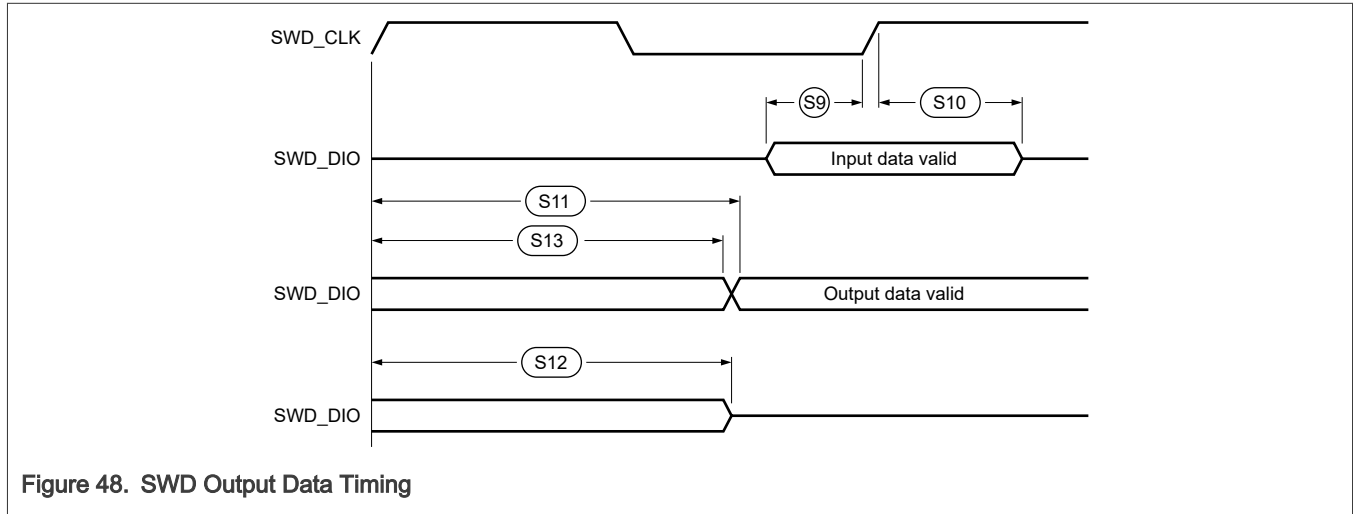 SWD_CLK
S9
S10
SWD_DIO
Input data valid
S11
S13
SWD_DIO
Output data valid
S12
SWD_DIO
Figure 48. SWD Output Data Timing